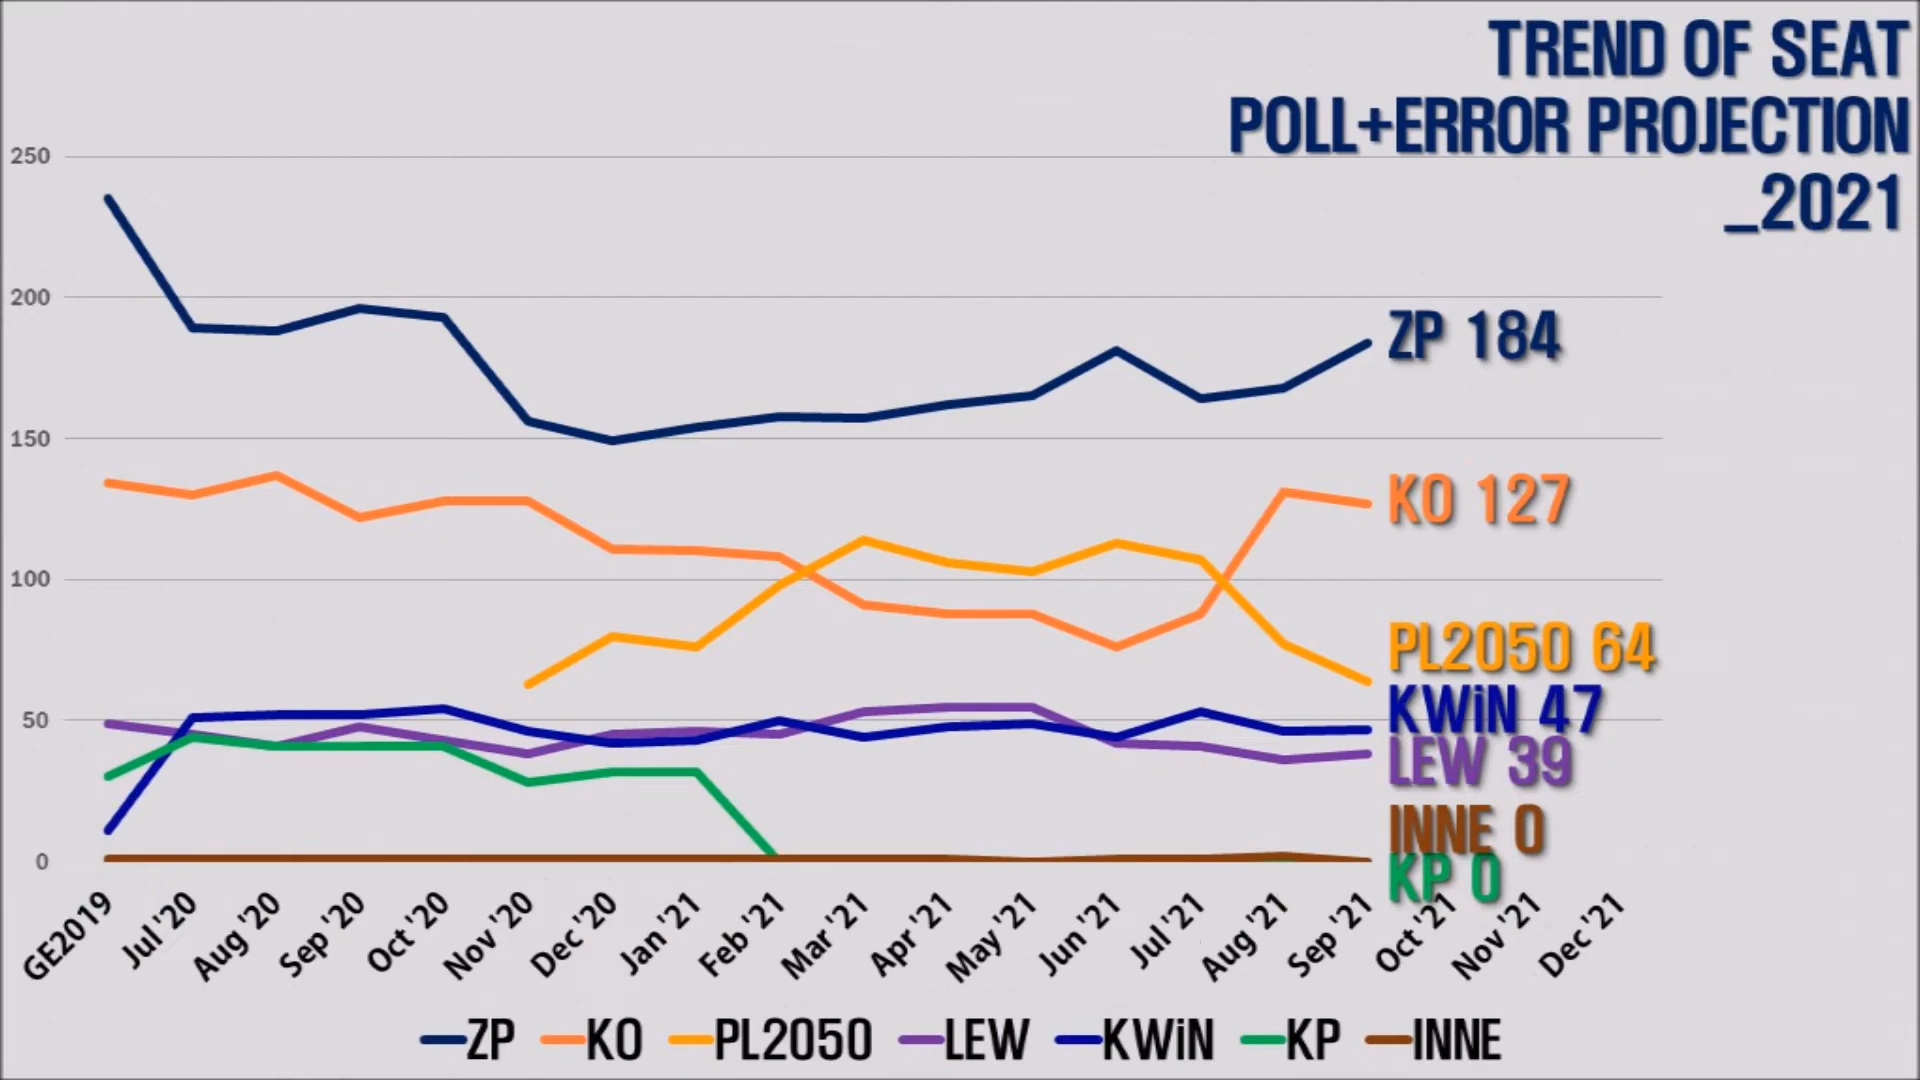 TREND OF SEAT
POLL+ERROR PROJECTION
_2021
250
200
150
100
50
0
ZP 184
KO 127
PL2050 64
KWiN 47
LEW 39
INNE 0
KP 0
GE2019 Jul '20 Aug '20 Sep '20 Oct '20 Nov '20 Dec '20 Jan '21 Feb '21 Mar '21 Apr '21 May '21 Jun '21 Jul '21 Aug '21 Sep '21 Oct '21 Nov '21 Dec '21
ZP KO PL2050 LEW KWiN KP INNE